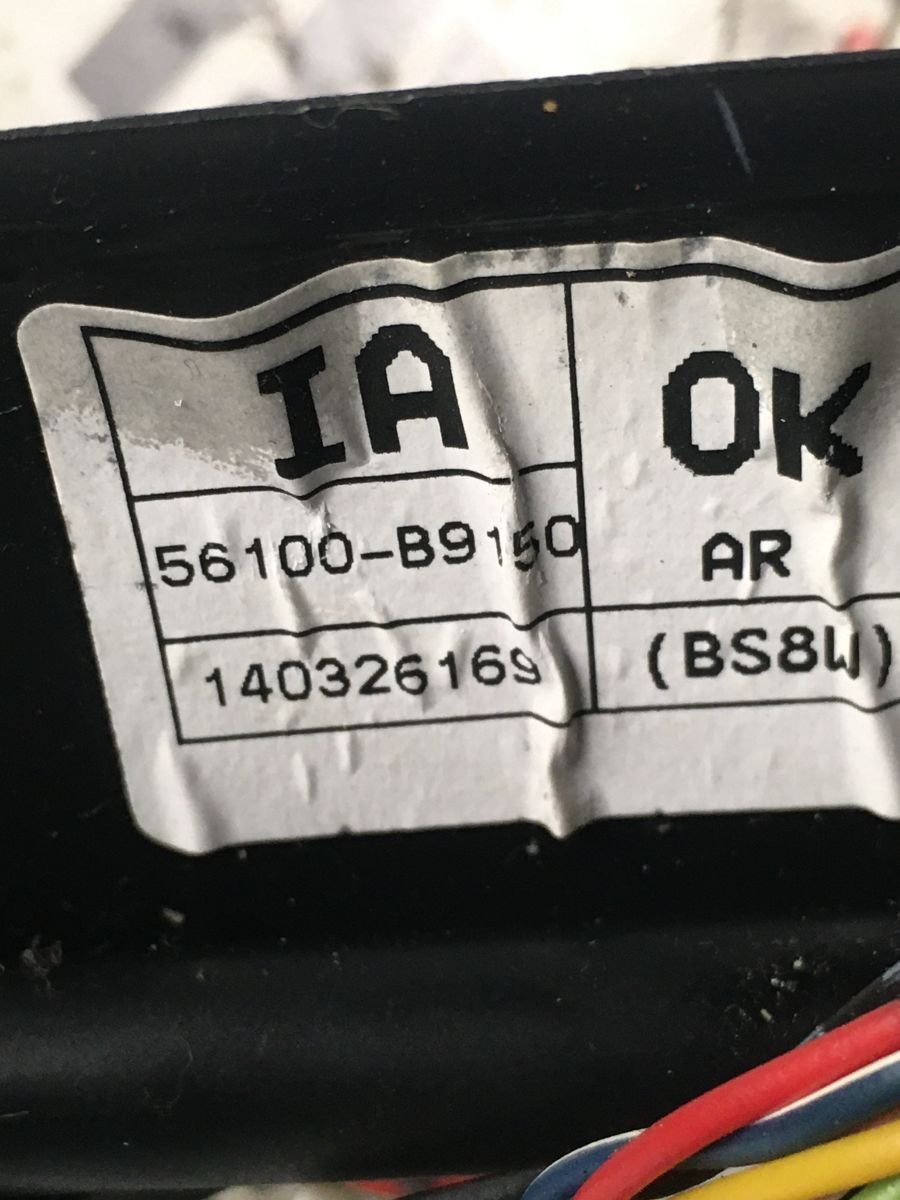 IA
OK
AR
56100-B9150
140326169
(BS8W)